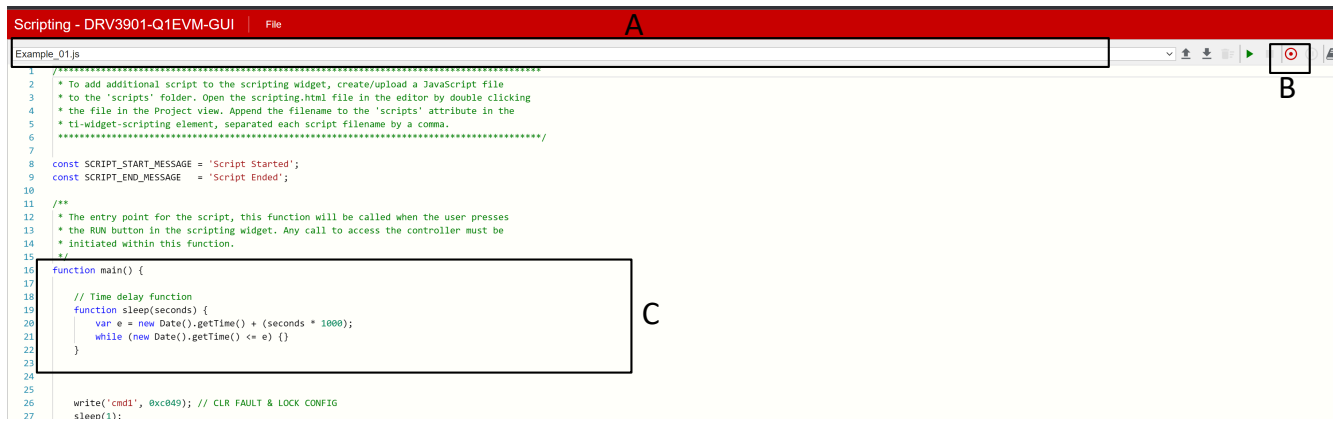 Scripting - DRV3901-Q1EVM-GUI File
A
Example_01.js
B
1 /******************************************************************************************
2 * To add additional script to the scripting widget, create/upload a JavaScript file
3 * to the 'scripts' folder. Open the scripting.html file in the editor by double clicking
4 * the file in the Project view. Append the filename to the 'scripts' attribute in the
5 * ti-widget-scripting element, separated each script filename by a comma.
6 ******************************************************************************************/
7
8 const SCRIPT_START_MESSAGE = 'Script Started';
9 const SCRIPT_END_MESSAGE   = 'Script Ended';
10
11 /**
12 * The entry point for the script, this function will be called when the user presses
13 * the RUN button in the scripting widget. Any call to access the controller must be
14 * initiated within this function.
15 */
16 function main() {
17
18 // Time delay function
19 function sleep(seconds) {
20 var e = new Date().getTime() + (seconds * 1000);
21 while (new Date().getTime() <= e) {}
22 }
C
23
24
25
26 write('cmd1', 0xc049); // CLR FAULT & LOCK CONFIG
27 sleep(1);